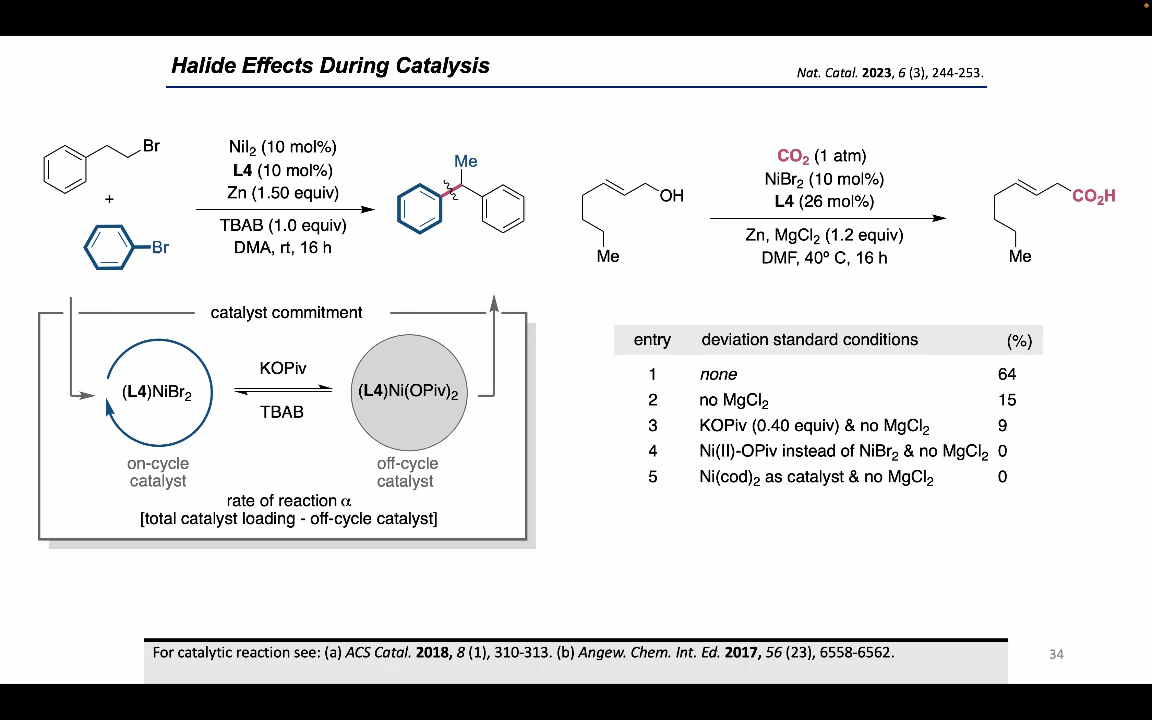 Halide Effects During Catalysis
Nat. Catal. 2023, 6 (3), 244-253.
Br
+
Br
NiI₂ (10 mol%)
L4 (10 mol%)
Zn (1.50 equiv)
TBAB (1.0 equiv)
DMA, rt, 16 h
Me
OH
Me
CO₂ (1 atm)
NiBr₂ (10 mol%)
L4 (26 mol%)
Zn, MgCl₂ (1.2 equiv)
DMF, 40º C, 16 h
CO₂H
Me
catalyst commitment
(L4)NiBr₂
KOPiv
TBAB
(L4)Ni(OPiv)₂
on-cycle
catalyst
off-cycle
catalyst
rate of reaction α
[total catalyst loading - off-cycle catalyst]
entry deviation standard conditions (%)
1 none 64
2 no MgCl₂ 15
3 KOPiv (0.40 equiv) & no MgCl₂ 9
4 Ni(II)-OPiv instead of NiBr₂ & no MgCl₂ 0
5 Ni(cod)₂ as catalyst & no MgCl₂ 0
For catalytic reaction see: (a) ACS Catal. 2018, 8 (1), 310-313. (b) Angew. Chem. Int. Ed. 2017, 56 (23), 6558-6562.
34